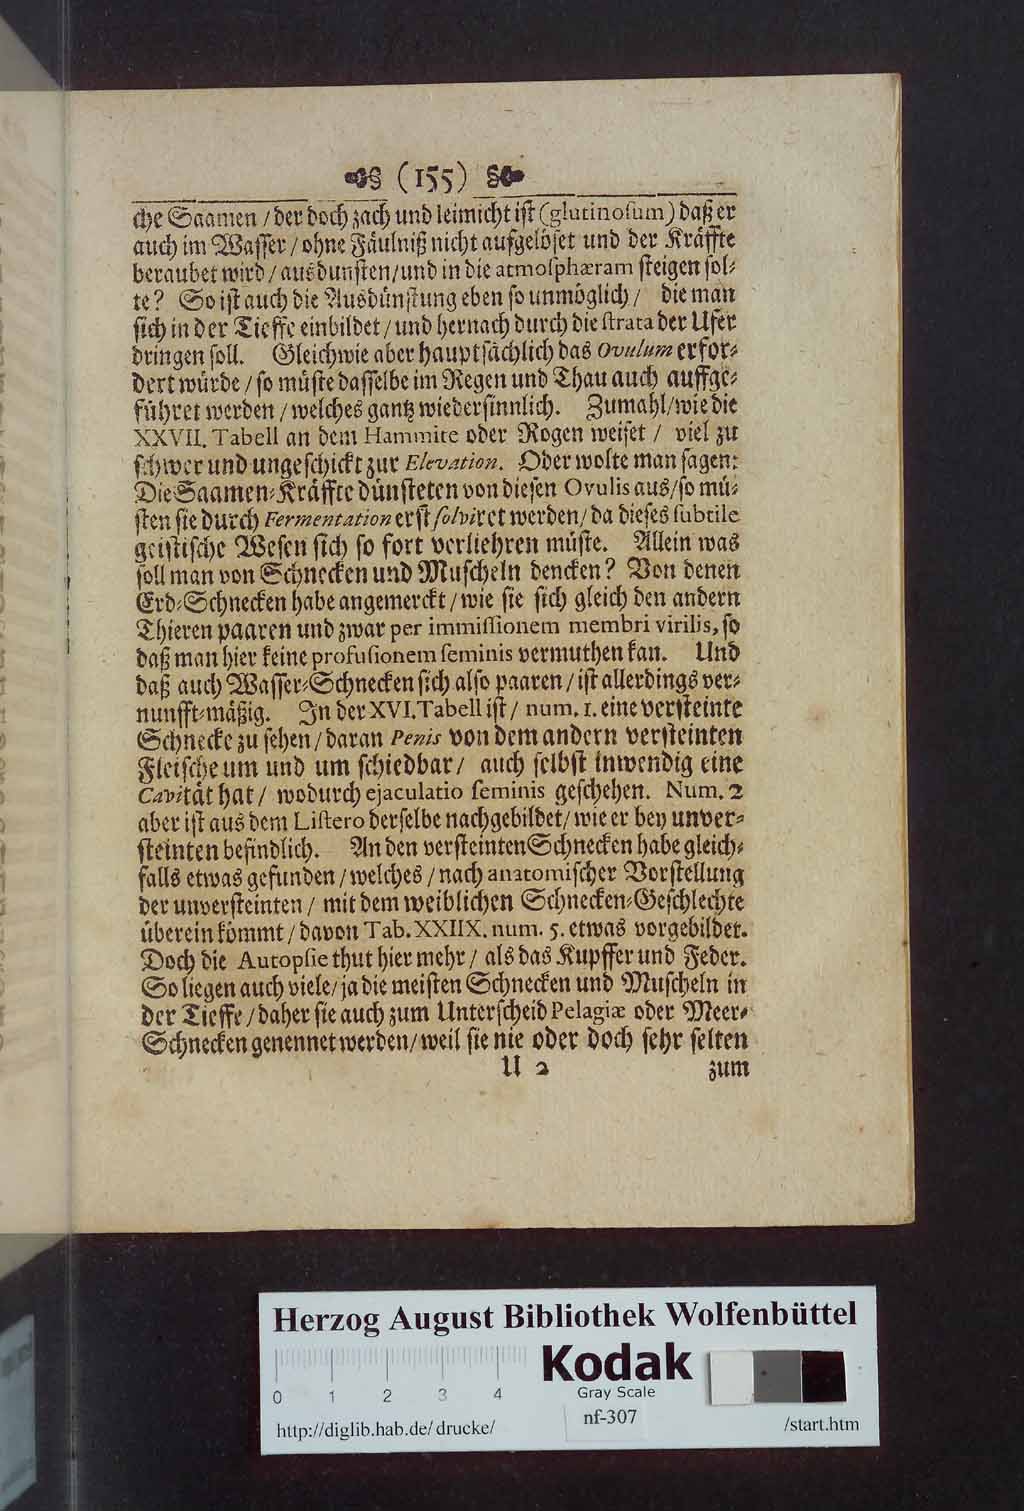 (155)
che Saamen / der doch zach und leimicht ist (glutinosum) daß er
auch im Wasser / ohne Fäulniß nicht aufgelöset und der Kräffte
beraubet wird / ausdunsten / und in die atmosphæram steigen sol⸗
te? So ist auch die Ausdünstung eben so unmöglich / die man
sich in der Tieffe einbildet / und hernach durch die strata der Ufer
dringen soll. Gleichwie aber hauptsächlich das Ovulum erfor⸗
dert würde / so müste dasselbe im Regen und Thau auch auffge⸗
führet werden / welches gantz wiedersinnlich. Zumahl / wie die
XXVII. Tabell an dem Hammite oder Rogen weiset / viel zu
schwer und ungeschickt zur Elevation. Oder wolte man sagen:
Die Saamen⸗Kräffte dünsteten von diesen Ovulis aus / so mü⸗
sten sie durch Fermentation erst solviret werden / da dieses subtile
geistische Wesen sich so fort verliehren müste. Allein was
soll man von Schnecken und Muscheln dencken? Von denen
Erd⸗Schnecken habe angemerckt / wie sie sich gleich den andern
Thieren paaren und zwar per immissionem membri virilis, so
daß man hier keine profusionem seminis vermuthen kan. Und
daß auch Wasser⸗Schnecken sich also paaren / ist allerdings ver⸗
nunfft⸗mäßig. In der XVI. Tabell ist / num. 1. eine versteinte
Schnecke zu sehen / daran Penis von dem andern versteinten
Fleische um und um schiedbar / auch selbst inwendig eine
Cavität hat / wodurch ejaculatio seminis geschehen. Num. 2
aber ist aus dem Listero derselbe nachgebildet / wie er bey unver⸗
steinten befindlich. An den versteinten Schnecken habe gleich⸗
falls etwas gefunden / welches / nach anatomischer Vorstellung
der unversteinten / mit dem weiblichen Schnecken⸗Geschlechte
überein kömmt / davon Tab. XXIIX. num. 5. etwas vorgebildet.
Doch die Autopsie thut hier mehr / als das Kupffer und Feder.
So liegen auch viele / ja die meisten Schnecken und Muscheln in
der Tieffe / daher sie auch zum Unterscheid Pelagiæ oder Meer⸗
Schnecken genennet werden / weil sie nie oder doch sehr selten
U 2 zum
Herzog August Bibliothek Wolfenbüttel
0 1 2 3 4
Kodak
Gray Scale
http://diglib.hab.de/drucke/ nf-307 /start.htm